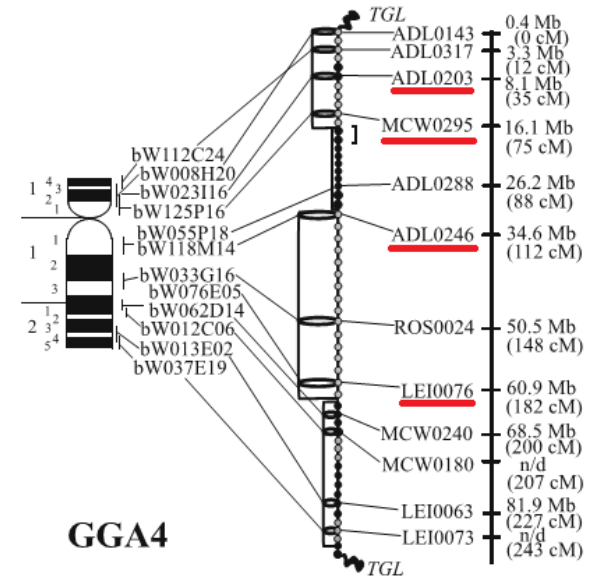 TGL
ADL0143
ADL0317
ADL0203
MCW0295
ADL0288
ADL0246
ROS0024
LEI0076
MCW0240
MCW0180
LEI0063
LEI0073
TGL
0.4 Mb
(0 cM)
3.3 Mb
(12 cM)
8.1 Mb
(35 cM)
16.1 Mb
(75 cM)
26.2 Mb
(88 cM)
34.6 Mb
(112 cM)
50.5 Mb
(148 cM)
60.9 Mb
(182 cM)
68.5 Mb
(200 cM)
n/d
(207 cM)
81.9 Mb
(227 cM)
n/d
(243 cM)
bW112C24
bW008H20
bW023I16
bW125P16
bW055P18
bW118M14
bW033G16
bW076E05
bW062D14
bW012C06
bW013E02
bW037E19
1
4
3
2
1
1
1
2
3
2
1
2
3
4
5
GGA4